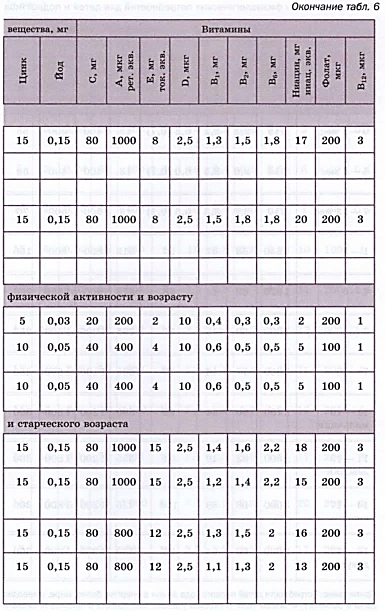 Окончание табл. 6
вещества, мг Витамины
Цинк Йод С, мг А, мкг рет. экв. Е, мг ток. экв. D, мкг В₁, мг В₂, мг В₆, мг Ниацин, мг ниац. экв. Фолат, мкг В₁₂, мкг
15 0,15 80 1000 8 2,5 1,3 1,5 1,8 17 200 3
15 0,15 80 1000 8 2,5 1,5 1,8 1,8 20 200 3
физической активности и возрасту
5 0,03 20 200 2 10 0,4 0,3 0,3 2 200 1
10 0,05 40 400 4 10 0,6 0,5 0,5 5 100 1
10 0,05 40 400 4 10 0,6 0,5 0,5 5 100 1
и старческого возраста
15 0,15 80 1000 15 2,5 1,4 1,6 2,2 18 200 3
15 0,15 80 1000 15 2,5 1,2 1,4 2,2 15 200 3
15 0,15 80 800 12 2,5 1,3 1,5 2 16 200 3
15 0,15 80 800 12 2,5 1,1 1,3 2 13 200 3